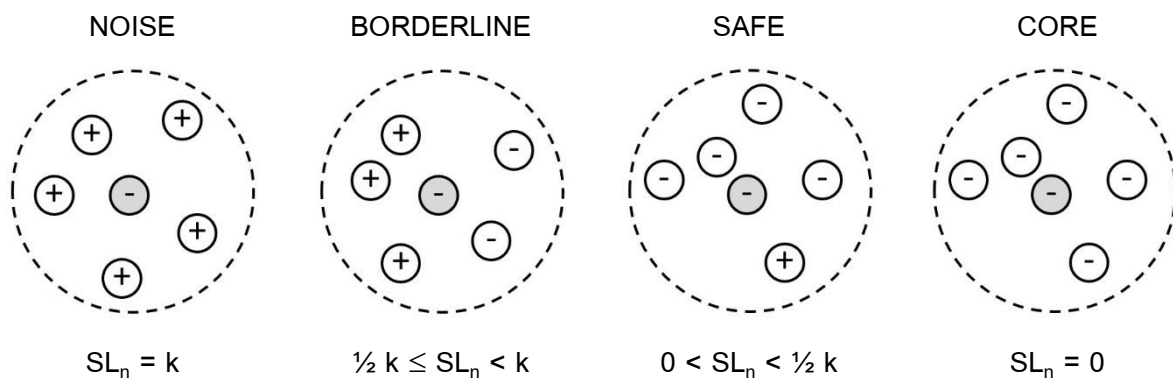 NOISE BORDERLINE SAFE CORE
+ + - -
+ + - - -
+ - + - - - - - - - -
+ - +
+ + - -
SLₙ = k ½ k ≤ SLₙ < k 0 < SLₙ < ½ k SLₙ = 0